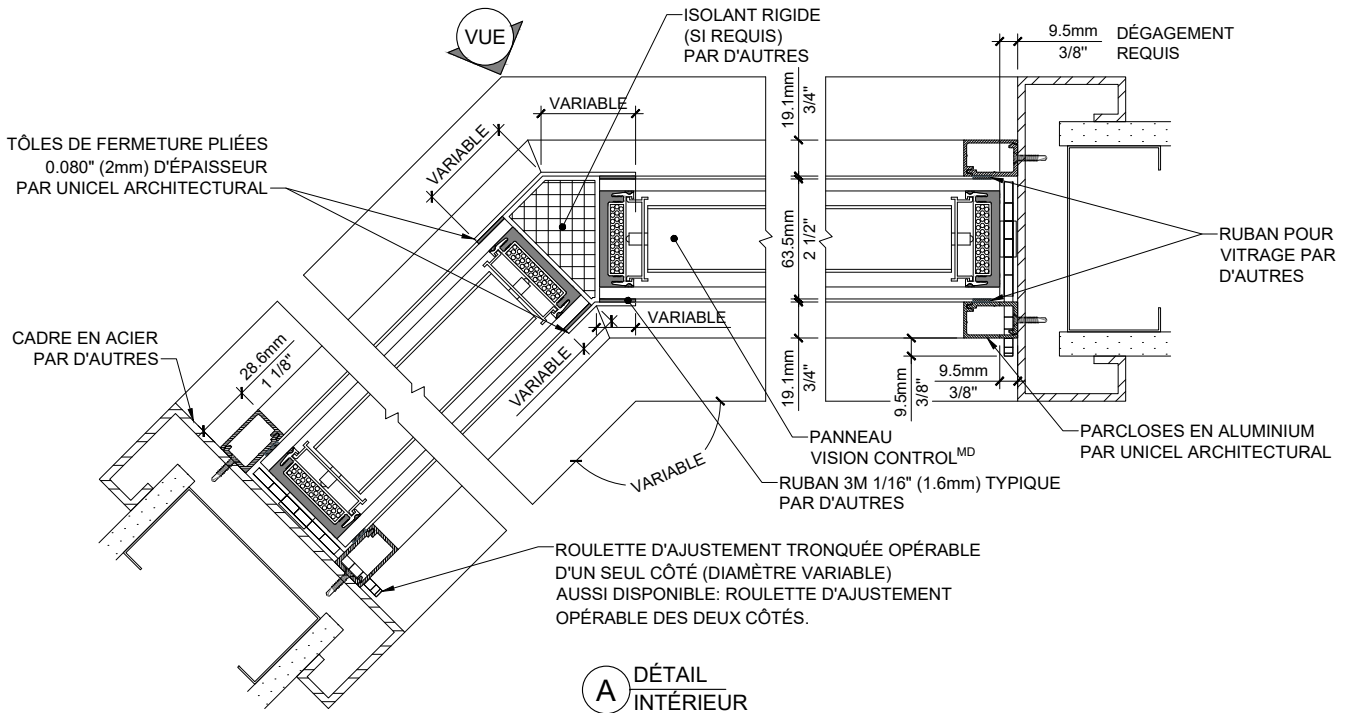 VUE
ISOLANT RIGIDE
(SI REQUIS)
PAR D'AUTRES
9.5mm
3/8"
DÉGAGEMENT
REQUIS
VARIABLE
19.1mm
3/4"
VARIABLE
TÔLES DE FERMETURE PLIÉES
0.080" (2mm) D'ÉPAISSEUR
PAR UNICEL ARCHITECTURAL
63.5mm
2 1/2"
RUBAN POUR
VITRAGE PAR
D'AUTRES
CADRE EN ACIER
PAR D'AUTRES
28.6mm
1 1/8"
VARIABLE
VARIABLE
19.1mm
3/4"
9.5mm
3/8"
9.5mm
3/8"
PARCLOSES EN ALUMINIUM
PAR UNICEL ARCHITECTURAL
PANNEAU
VISION CONTROL^MD
VARIABLE
RUBAN 3M 1/16" (1.6mm) TYPIQUE
PAR D'AUTRES
ROULETTE D'AJUSTEMENT TRONQUÉE OPÉRABLE
D'UN SEUL CÔTÉ (DIAMÈTRE VARIABLE)
AUSSI DISPONIBLE: ROULETTE D'AJUSTEMENT
OPÉRABLE DES DEUX CÔTÉS.
A
DÉTAIL
INTÉRIEUR